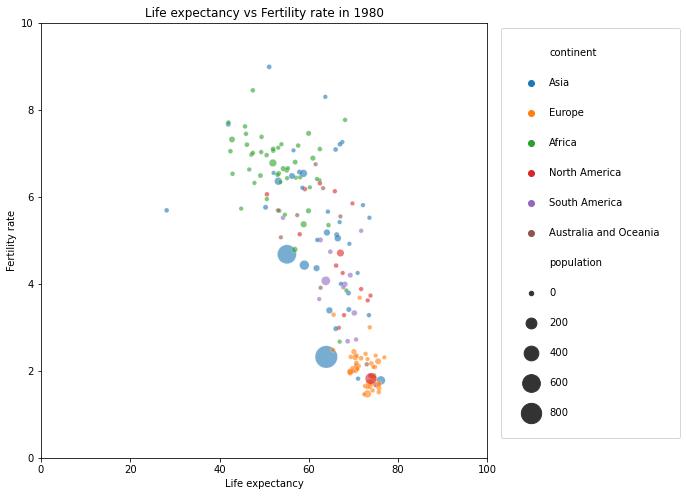 Life expectancy vs Fertility rate in 1980
10
8
6
4
2
0
Fertility rate
0 20 40 60 80 100
Life expectancy
continent
Asia
Europe
Africa
North America
South America
Australia and Oceania
population
0
200
400
600
800